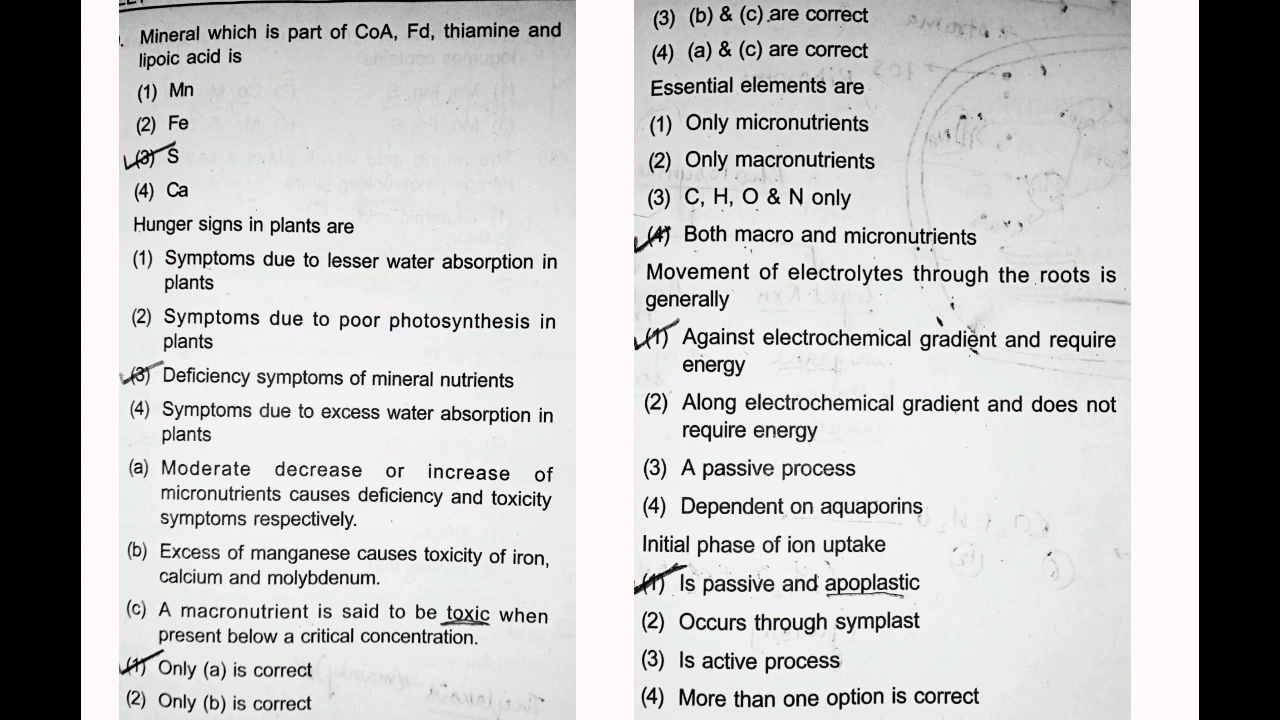 . Mineral which is part of CoA, Fd, thiamine and
lipoic acid is
(1) Mn
(2) Fe
(3) S
(4) Ca
Hunger signs in plants are
(1) Symptoms due to lesser water absorption in
plants
(2) Symptoms due to poor photosynthesis in
plants
(3) Deficiency symptoms of mineral nutrients
(4) Symptoms due to excess water absorption in
plants
(a) Moderate decrease or increase of
micronutrients causes deficiency and toxicity
symptoms respectively.
(b) Excess of manganese causes toxicity of iron,
calcium and molybdenum.
(c) A macronutrient is said to be toxic when
present below a critical concentration.
(1) Only (a) is correct
(2) Only (b) is correct
(3) (b) & (c) are correct
(4) (a) & (c) are correct
Essential elements are
(1) Only micronutrients
(2) Only macronutrients
(3) C, H, O & N only
(4) Both macro and micronutrients
Movement of electrolytes through the roots is
generally
(1) Against electrochemical gradient and require
energy
(2) Along electrochemical gradient and does not
require energy
(3) A passive process
(4) Dependent on aquaporins
Initial phase of ion uptake
(1) Is passive and apoplastic
(2) Occurs through symplast
(3) Is active process
(4) More than one option is correct